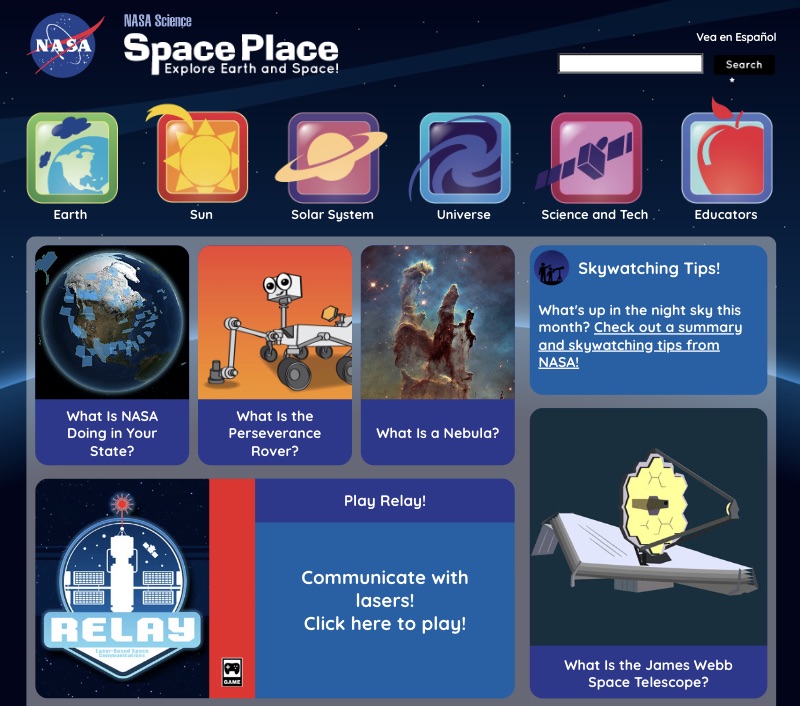 NASA
NASA Science
Space Place
Explore Earth and Space!
Vea en Español
Search
Earth
Sun
Solar System
Universe
Science and Tech
Educators
What Is NASA
Doing in Your
State?
What Is the
Perseverance
Rover?
What Is a Nebula?
Skywatching Tips!
What's up in the night sky this
month? Check out a summary
and skywatching tips from
NASA!
RELAY
Laser-Based Space
Communications
GAME
Play Relay!
Communicate with
lasers!
Click here to play!
What Is the James Webb
Space Telescope?